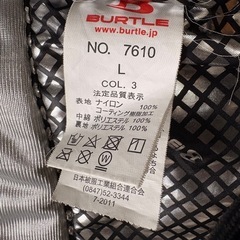 BURTLE
www.burtle.jp
NO. 7610
L
COL. 3
法定品質表示
表地 ナイロン 100%
コーティング樹脂加工
中綿 ポリエステル 100%
裏地 ポリエステル 100%
日本被服工業組合連合会
(0847)52-3344
7-2011